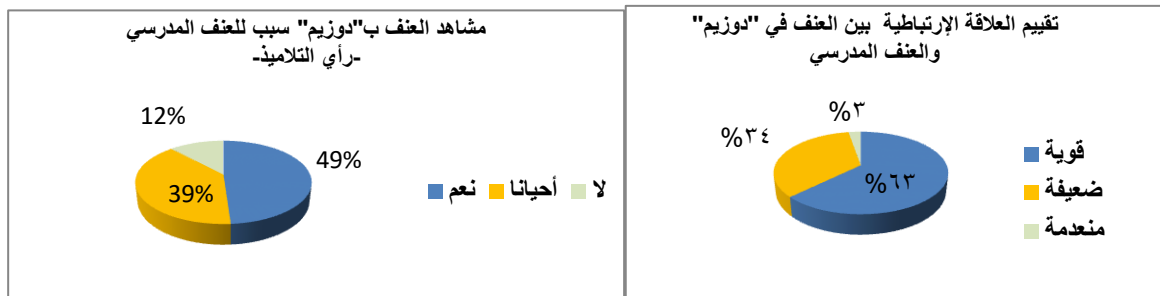 تقييم العلاقة الإرتباطية بين العنف في "دوزيم"
والعنف المدرسي
%٣
%٣٤
%٦٣
قوية
ضعيفة
منعدمة
مشاهد العنف ب"دوزيم" سبب للعنف المدرسي
-رأي التلاميذ-
12%
49%
39%
نعم أحيانا لا